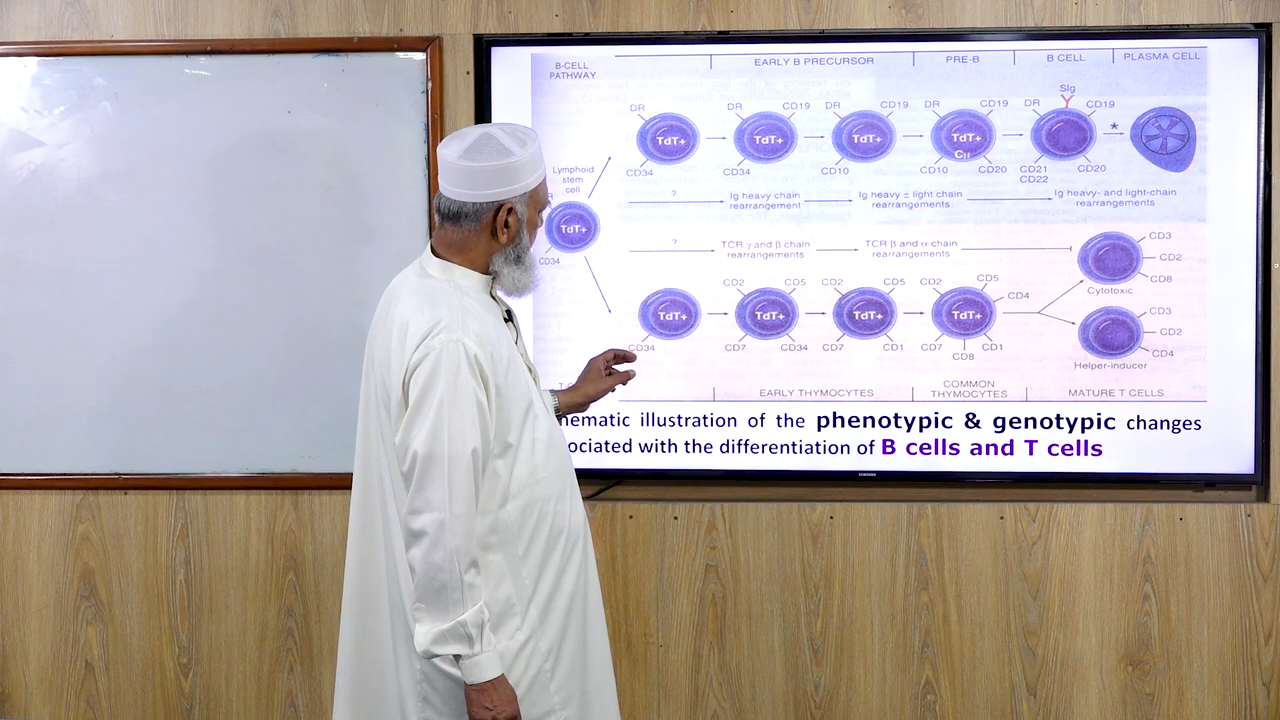 B-CELL
PATHWAY
EARLY B PRECURSOR
PRE-B
B CELL
PLASMA CELL
DR
DR
CD19
DR
CD19
DR
CD19
DR
SIg
CD19
TdT+
TdT+
TdT+
TdT+
*
CD34
CD34
CD10
CD10
CD20
CD21
CD22
CD20
Lymphoid
stem
cell
R
TdT+
CD34
?
Ig heavy chain
rearrangement
Ig heavy ± light chain
rearrangements
Ig heavy- and light-chain
rearrangements
?
TCR γ and β chain
rearrangements
TCR β and α chain
rearrangements
CD3
CD2
CD8
Cytotoxic
TdT+
CD34
CD2
CD5
TdT+
CD7
CD34
CD2
CD5
TdT+
CD7
CD1
CD2
CD5
CD4
TdT+
CD7
CD8
CD1
CD3
CD2
CD4
Helper-inducer
EARLY THYMOCYTES
COMMON
THYMOCYTES
MATURE T CELLS
hematic illustration of the phenotypic & genotypic changes
ociated with the differentiation of B cells and T cells
SAMSUNG